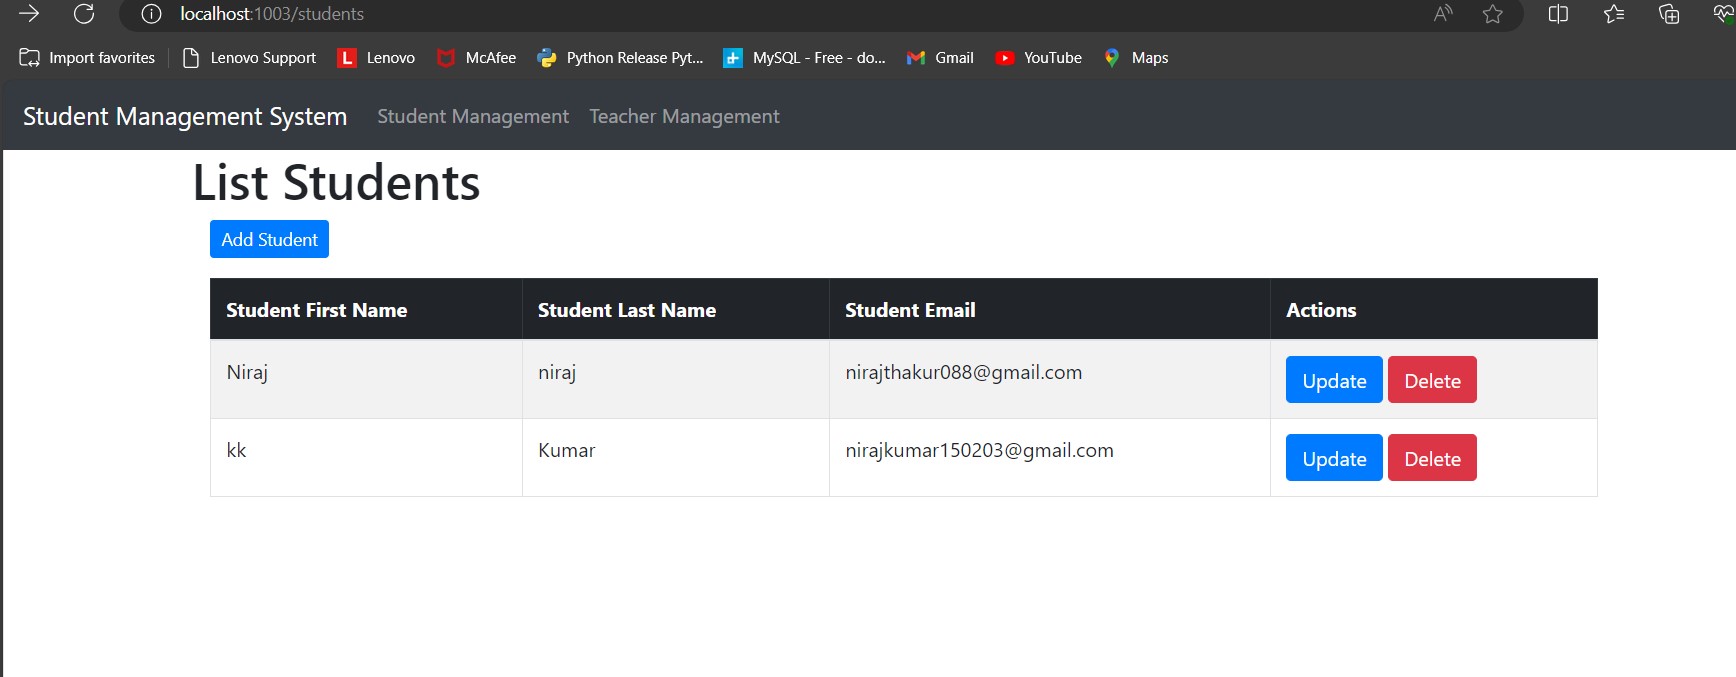 localhost:1003/students
Import favorites Lenovo Support L Lenovo McAfee Python Release Pyt... MySQL - Free - do... Gmail YouTube Maps
Student Management System Student Management Teacher Management
List Students
Add Student
Student First Name Student Last Name Student Email Actions
Niraj niraj nirajthakur088@gmail.com Update Delete
kk Kumar nirajkumar150203@gmail.com Update Delete